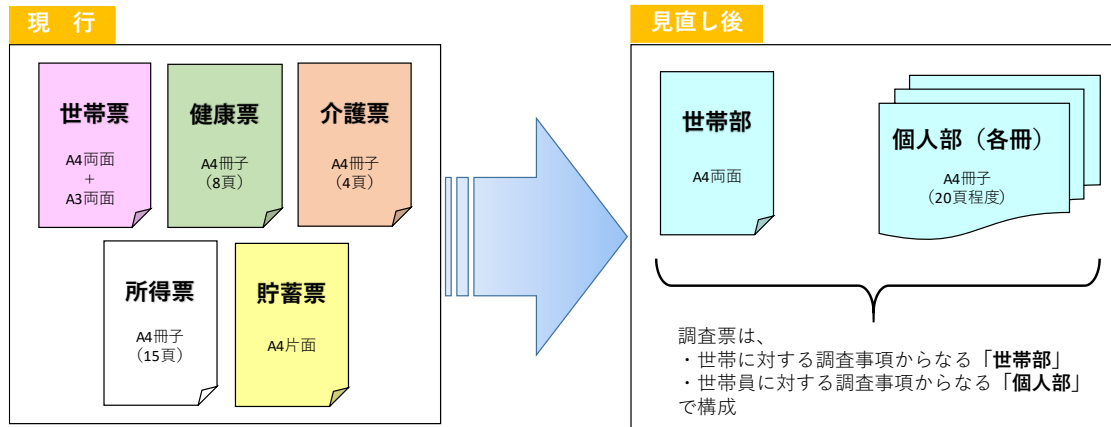 現 行
世帯票
A4両面
+
A3両面
健康票
A4冊子
（8頁）
介護票
A4冊子
（4頁）
所得票
A4冊子
（15頁）
貯蓄票
A4片面
見直し後
世帯部
A4両面
個人部（各冊）
A4冊子
（20頁程度）
調査票は、
・世帯に対する調査事項からなる「世帯部」
・世帯員に対する調査事項からなる「個人部」
で構成